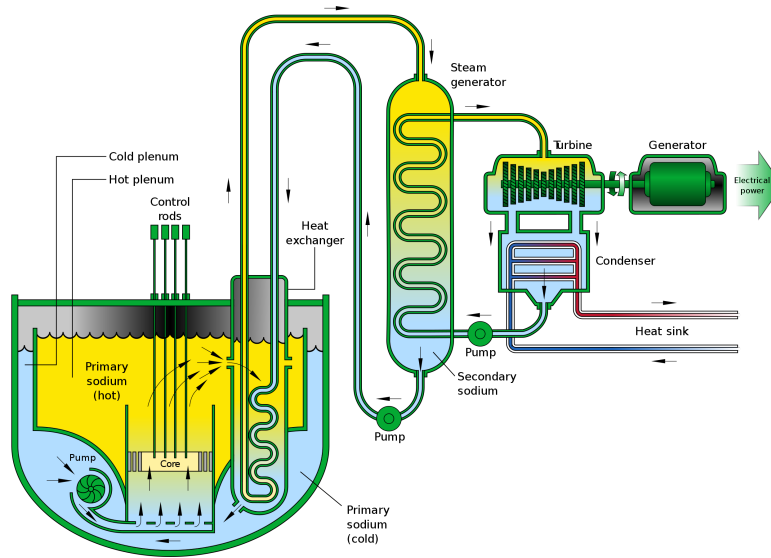 Steam
generator
Turbine
Generator
Electrical
power
Cold plenum
Hot plenum
Control
rods
Heat
exchanger
Condenser
Heat sink
Pump
Primary
sodium
(hot)
Secondary
sodium
Pump
Pump
Core
Primary
sodium
(cold)